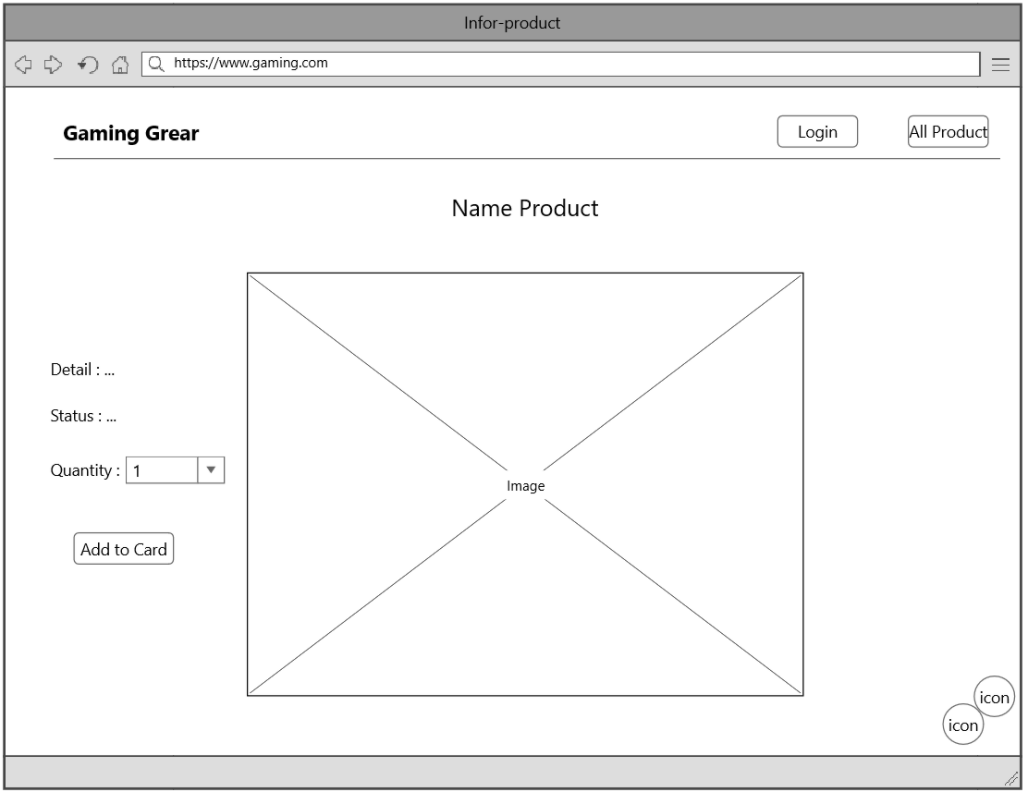 Infor-product
https://www.gaming.com
Gaming Grear
Login
All Product
Name Product
Detail : ...
Status : ...
Quantity : 1
Add to Card
Image
icon
icon